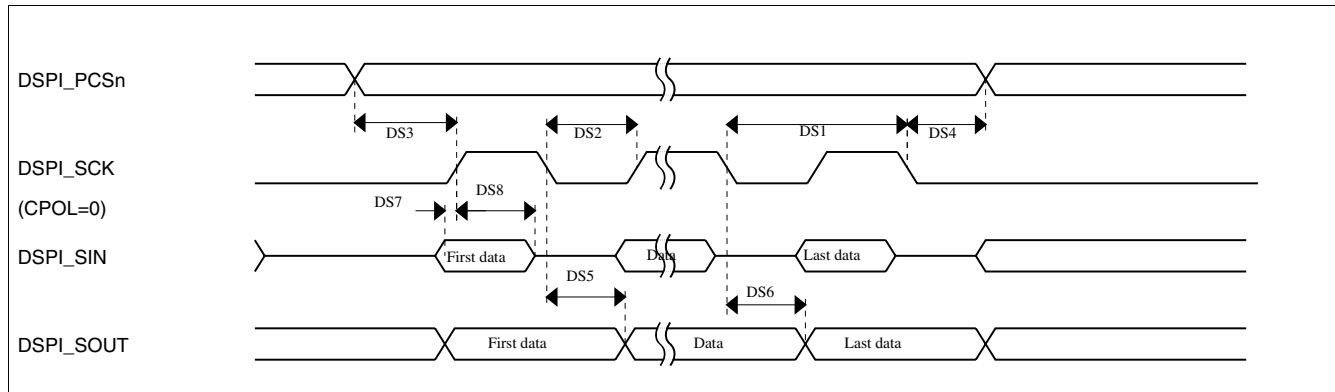 DSPI_PCSn
DS3
DS2
DS1
DS4
DSPI_SCK
(CPOL=0)
DS7
DS8
DSPI_SIN
First data
Data
Last data
DS5
DS6
DSPI_SOUT
First data
Data
Last data